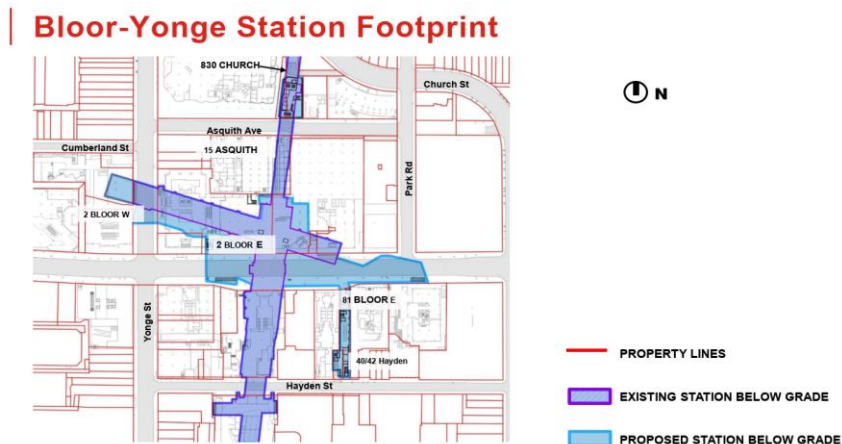 Bloor-Yonge Station Footprint
830 CHURCH
Church St
N
Asquith Ave
Cumberland St
15 ASQUITH
Park Rd
2 BLOOR W
2 BLOOR E
Yonge St
81 BLOOR E
40/42 Hayden
Hayden St
PROPERTY LINES
EXISTING STATION BELOW GRADE
PROPOSED STATION BELOW GRADE